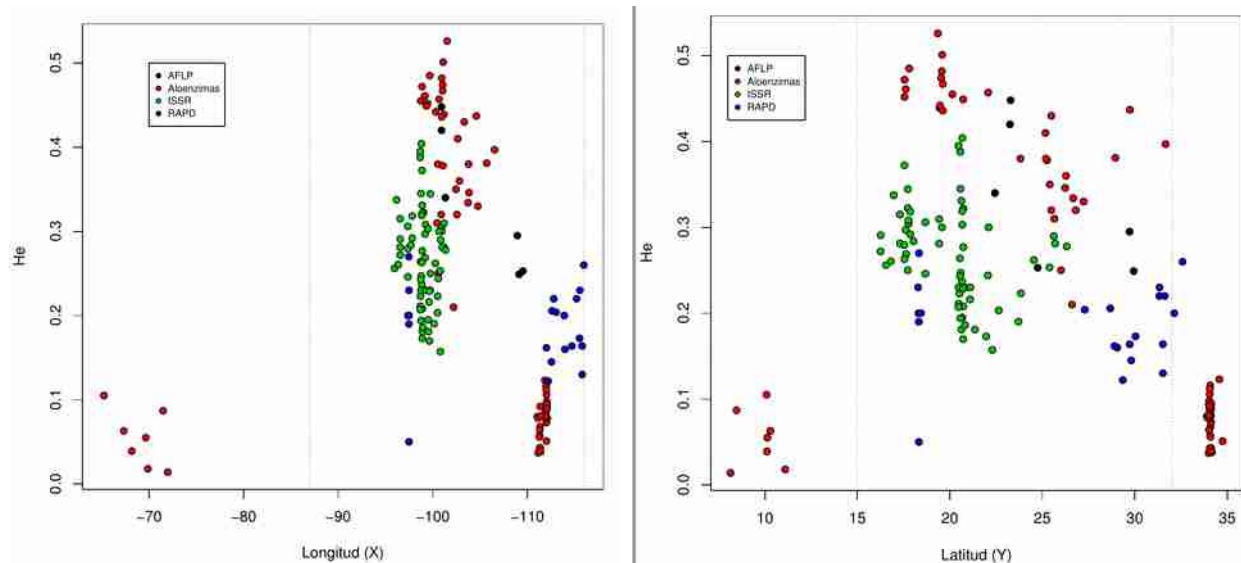 He
0.0
0.1
0.2
0.3
0.4
0.5
AFLP
Aloenzimas
ISSR
RAPD
−70
−80
−90
−100
−110
Longitud (X)
He
0.0
0.1
0.2
0.3
0.4
0.5
AFLP
Aloenzimas
ISSR
RAPD
10
15
20
25
30
35
Latitud (Y)